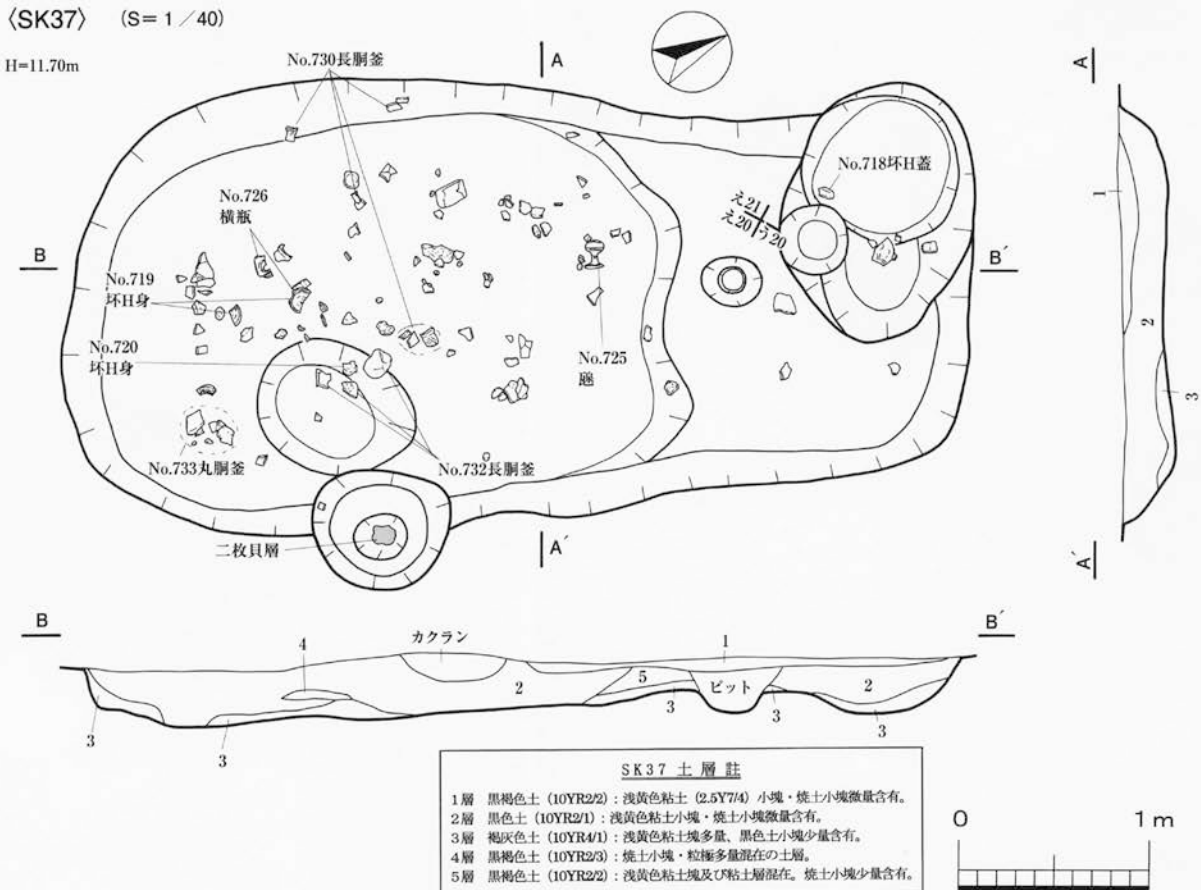 〈SK37〉 (S=1/40)
H=11.70m
A
No.730長胴釜
A
No.718坏H蓋
No.726
横瓶
え21
え20 う20
1
B
B´
2
No.719
坏H身
No.720
坏H身
No.725
𤭯
3
No.733丸胴釜
No.732長胴釜
二枚貝層
A´
A´
B
B´
4
カクラン
1
2
5
ピット
2
3
3
3
3
3
SK37 土層註
1層 黒褐色土 (10YR2/2):浅黄色粘土 (2.5Y7/4) 小塊・焼土小塊微量含有。
2層 黒色土 (10YR2/1):浅黄色粘土小塊・焼土小塊微量含有。
3層 褐灰色土 (10YR4/1):浅黄色粘土塊多量、黒色土小塊少量含有。
4層 黒褐色土 (10YR2/3):焼土小塊・粒極多量混在の土層。
5層 黒褐色土 (10YR2/2):浅黄色粘土塊及び粘土層混在。焼土小塊少量含有。
0 1m